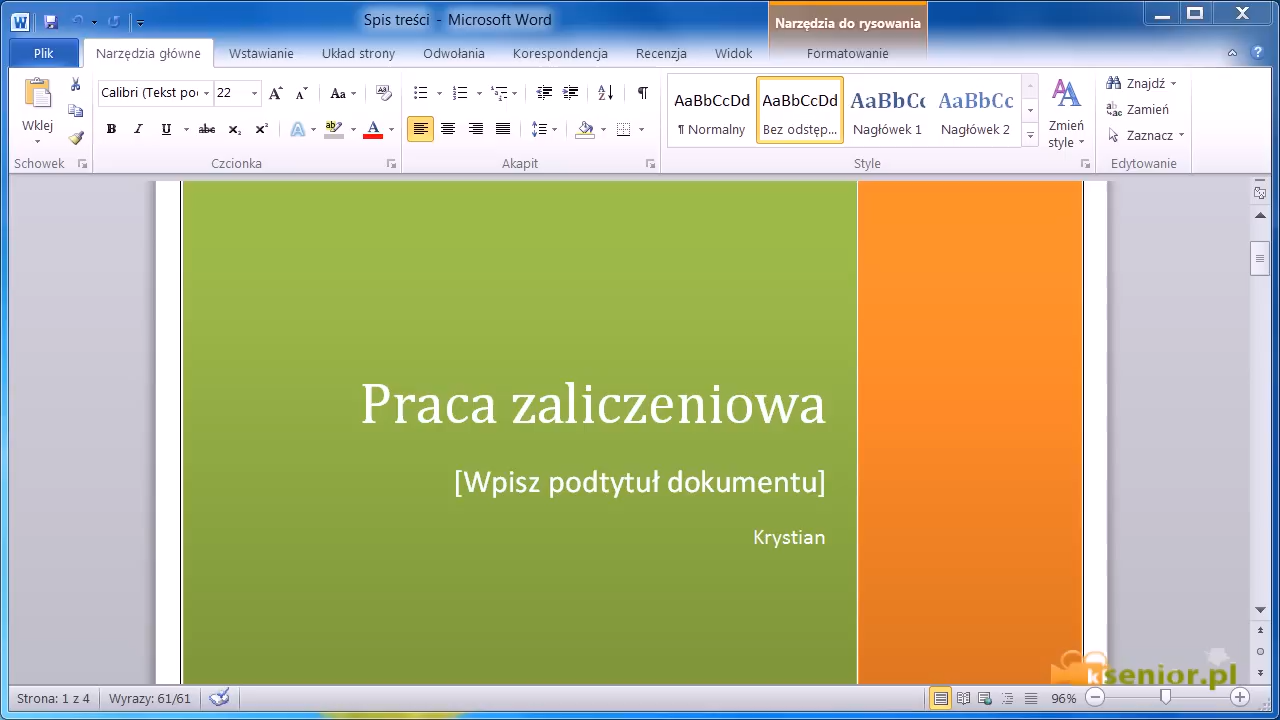 Spis treści - Microsoft Word
Narzędzia do rysowania
Plik Narzędzia główne Wstawianie Układ strony Odwołania Korespondencja Recenzja Widok Formatowanie
Calibri (Tekst po 22
Wklej
AaBbCcDd AaBbCcDd AaBbCc AaBbCc
¶ Normalny Bez odstęp... Nagłówek 1 Nagłówek 2
Zmień style
Znajdź
Zamień
Zaznacz
Schowek Czcionka Akapit Style Edytowanie
Praca zaliczeniowa
[Wpisz podtytuł dokumentu]
Krystian
ksenior.pl
Strona: 1 z 4 Wyrazy: 61/61 96%